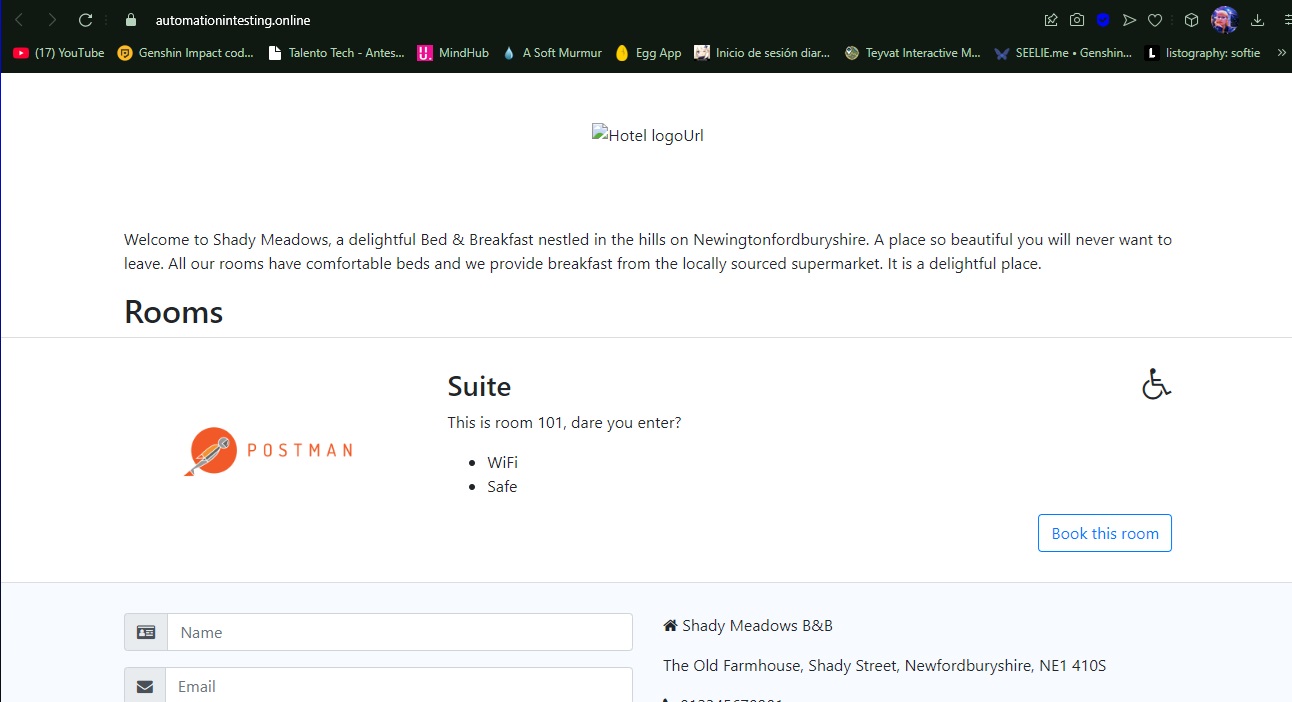 automationintesting.online
(17) YouTube
Genshin Impact cod...
Talento Tech - Antes...
MindHub
A Soft Murmur
Egg App
Inicio de sesión diar...
Teyvat Interactive M...
SEELIE.me • Genshin...
listography: softie
»
Hotel logoUrl
Welcome to Shady Meadows, a delightful Bed & Breakfast nestled in the hills on Newingtonfordburyshire. A place so beautiful you will never want to
leave. All our rooms have comfortable beds and we provide breakfast from the locally sourced supermarket. It is a delightful place.
Rooms
Suite
This is room 101, dare you enter?
POSTMAN
• WiFi
• Safe
Book this room
Name
Email
Shady Meadows B&B
The Old Farmhouse, Shady Street, Newfordburyshire, NE1 410S